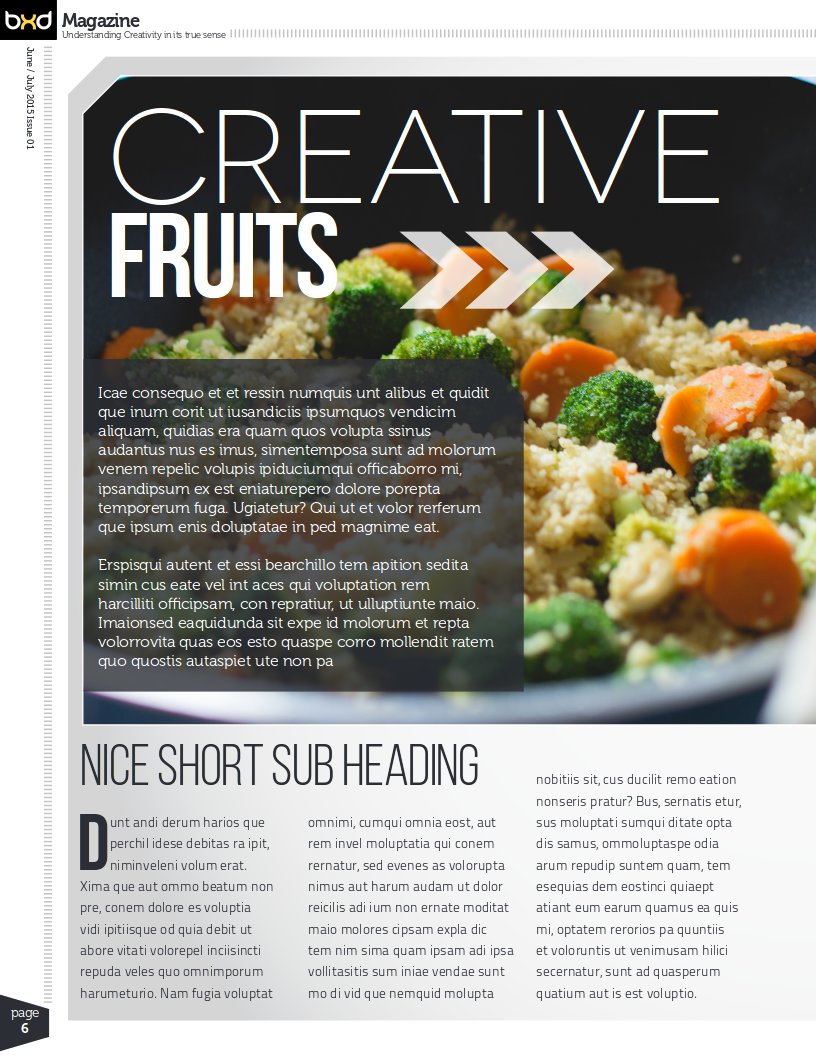 bxd
Magazine
Understanding Creativity in its true sense
June / July 2015 Issue 01
CREATIVE
FRUITS
Icae consequo et et ressin numquis unt alibus et quidit
que inum corit ut iusandiciis ipsumquos vendicim
aliquam, quidias era quam quos volupta ssinus
audantus nus es imus, simentemposa sunt ad molorum
venem repelic volupis ipiduciumqui officaborro mi,
ipsandipsum ex est eniaturepero dolore porepta
temporerum fuga. Ugiatetur? Qui ut et volor rerferum
que ipsum enis doluptatae in ped magnime eat.
Erspisqui autent et essi bearchillo tem apition sedita
simin cus eate vel int aces qui voluptation rem
harcilliti officipsam, con repratiur, ut ulluptiunte maio.
Imaionsed eaquidunda sit expe id molorum et repta
volorrovita quas eos esto quaspe corro mollendit ratem
quo quostis autaspiet ute non pa
NICE SHORT SUB HEADING
Dunt andi derum harios que
perchil idese debitas ra ipit,
niminveleni volum erat.
Xima que aut ommo beatum non
pre, conem dolore es voluptia
vidi ipitiisque od quia debit ut
abore vitati volorepel inciisincti
repuda veles quo omnimporum
harumeturio. Nam fugia voluptat
omnimi, cumqui omnia eost, aut
rem invel moluptatia qui conem
rernatur, sed evenes as volorupta
nimus aut harum audam ut dolor
reicilis adi ium non ernate moditat
maio molores cipsam expla dic
tem nim sima quam ipsam adi ipsa
vollitasitis sum iniae vendae sunt
mo di vid que nemquid molupta
nobitiis sit, cus ducilit remo eation
nonseris pratur? Bus, sernatis etur,
sus moluptati sumqui ditate opta
dis samus, ommoluptaspe odia
arum repudip suntem quam, tem
esequias dem eostinci quiaept
atiant eum earum quamus ea quis
mi, optatem rerorios pa quuntiis
et voloruntis ut venimusam hilici
secernatur, sunt ad quasperum
quatium aut is est voluptio.
page
6